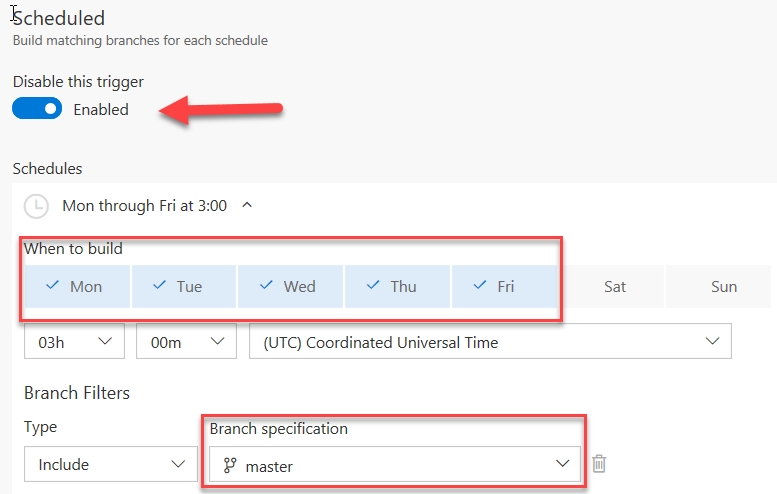 Scheduled
Build matching branches for each schedule
Disable this trigger
Enabled
Schedules
Mon through Fri at 3:00
When to build
Mon Tue Wed Thu Fri Sat Sun
03h 00m (UTC) Coordinated Universal Time
Branch Filters
Type Branch specification
Include master